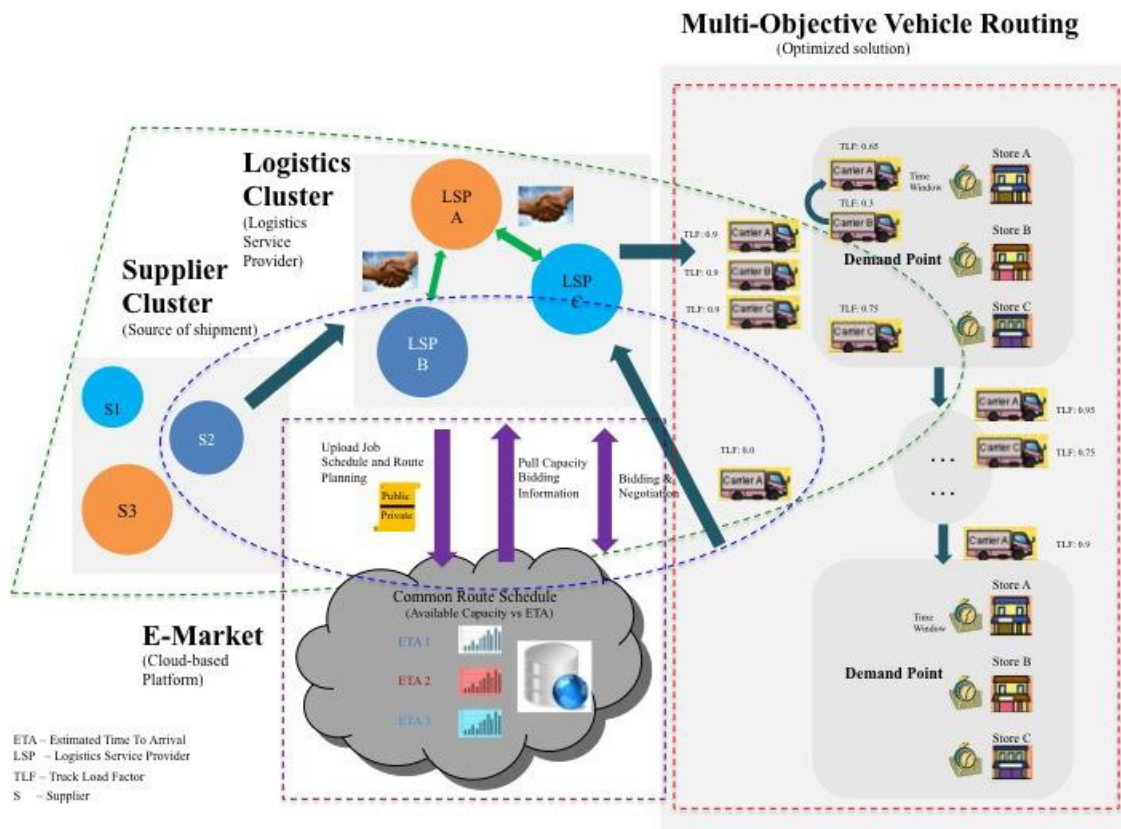 Multi-Objective Vehicle Routing
(Optimized solution)
Logistics
Cluster
(Logistics
Service
Provider)
Supplier
Cluster
(Source of shipment)
LSP
A
LSP
B
LSP
C
S1
S2
S3
TLF: 0.9
Carrier A
TLF: 0.9
Carrier B
TLF: 0.9
Carrier C
TLF: 0.65
Carrier A
TLF: 0.3
Carrier B
TLF: 0.75
Carrier C
Time
Window
Demand Point
Store A
Store B
Store C
Carrier A
TLF: 0.95
Carrier C
TLF: 0.75
...
...
TLF: 0.0
Carrier A
Carrier A
TLF: 0.9
Upload Job
Schedule and Route
Planning
Public
Private
Pull Capacity
Bidding
Information
Bidding &
Negotiation
Common Route Schedule
(Available Capacity vs ETA)
ETA 1
ETA 2
ETA 3
E-Market
(Cloud-based
Platform)
Time
Window
Demand Point
Store A
Store B
Store C
ETA – Estimated Time To Arrival
LSP – Logistics Service Provider
TLF – Truck Load Factor
S – Supplier